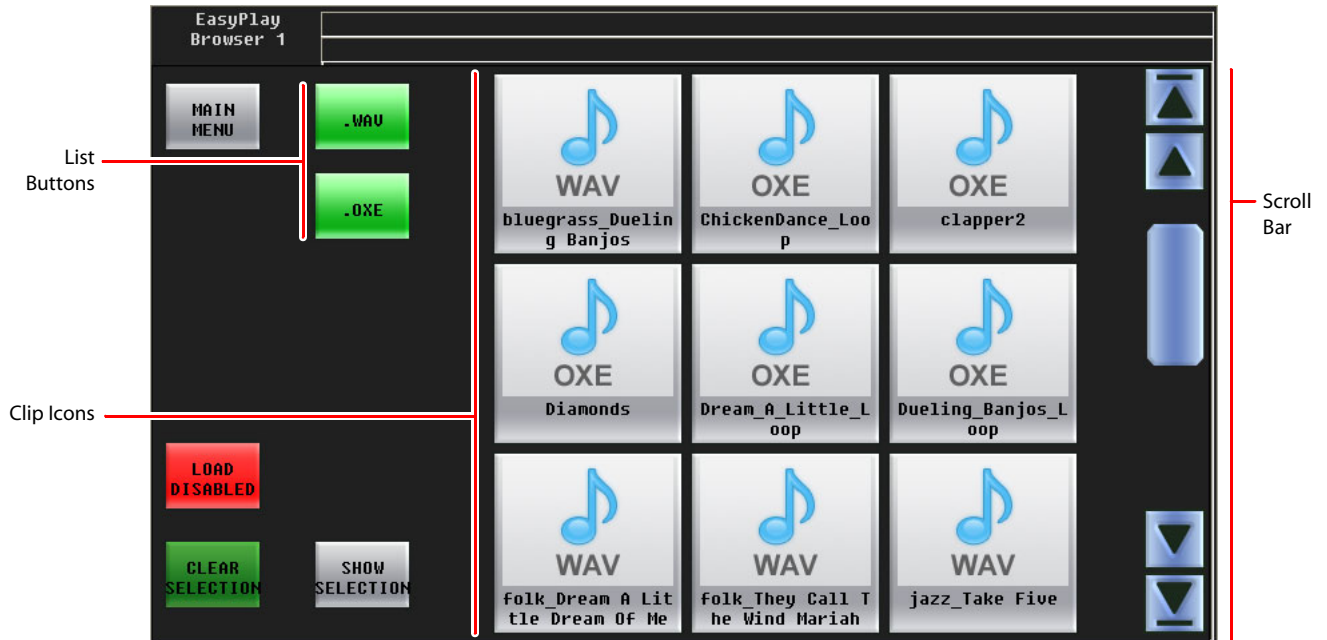 EasyPlay
Browser 1
MAIN
MENU
.WAV
.OXE
List
Buttons
Clip Icons
LOAD
DISABLED
CLEAR
SELECTION
SHOW
SELECTION
WAV
bluegrass_Duelin
g Banjos
OXE
ChickenDance_Loo
p
OXE
clapper2
OXE
Diamonds
OXE
Dream_A_Little_L
oop
OXE
Dueling_Banjos_L
oop
WAV
folk_Dream A Lit
tle Dream Of Me
WAV
folk_They Call T
he Wind Mariah
WAV
jazz_Take Five
Scroll
Bar